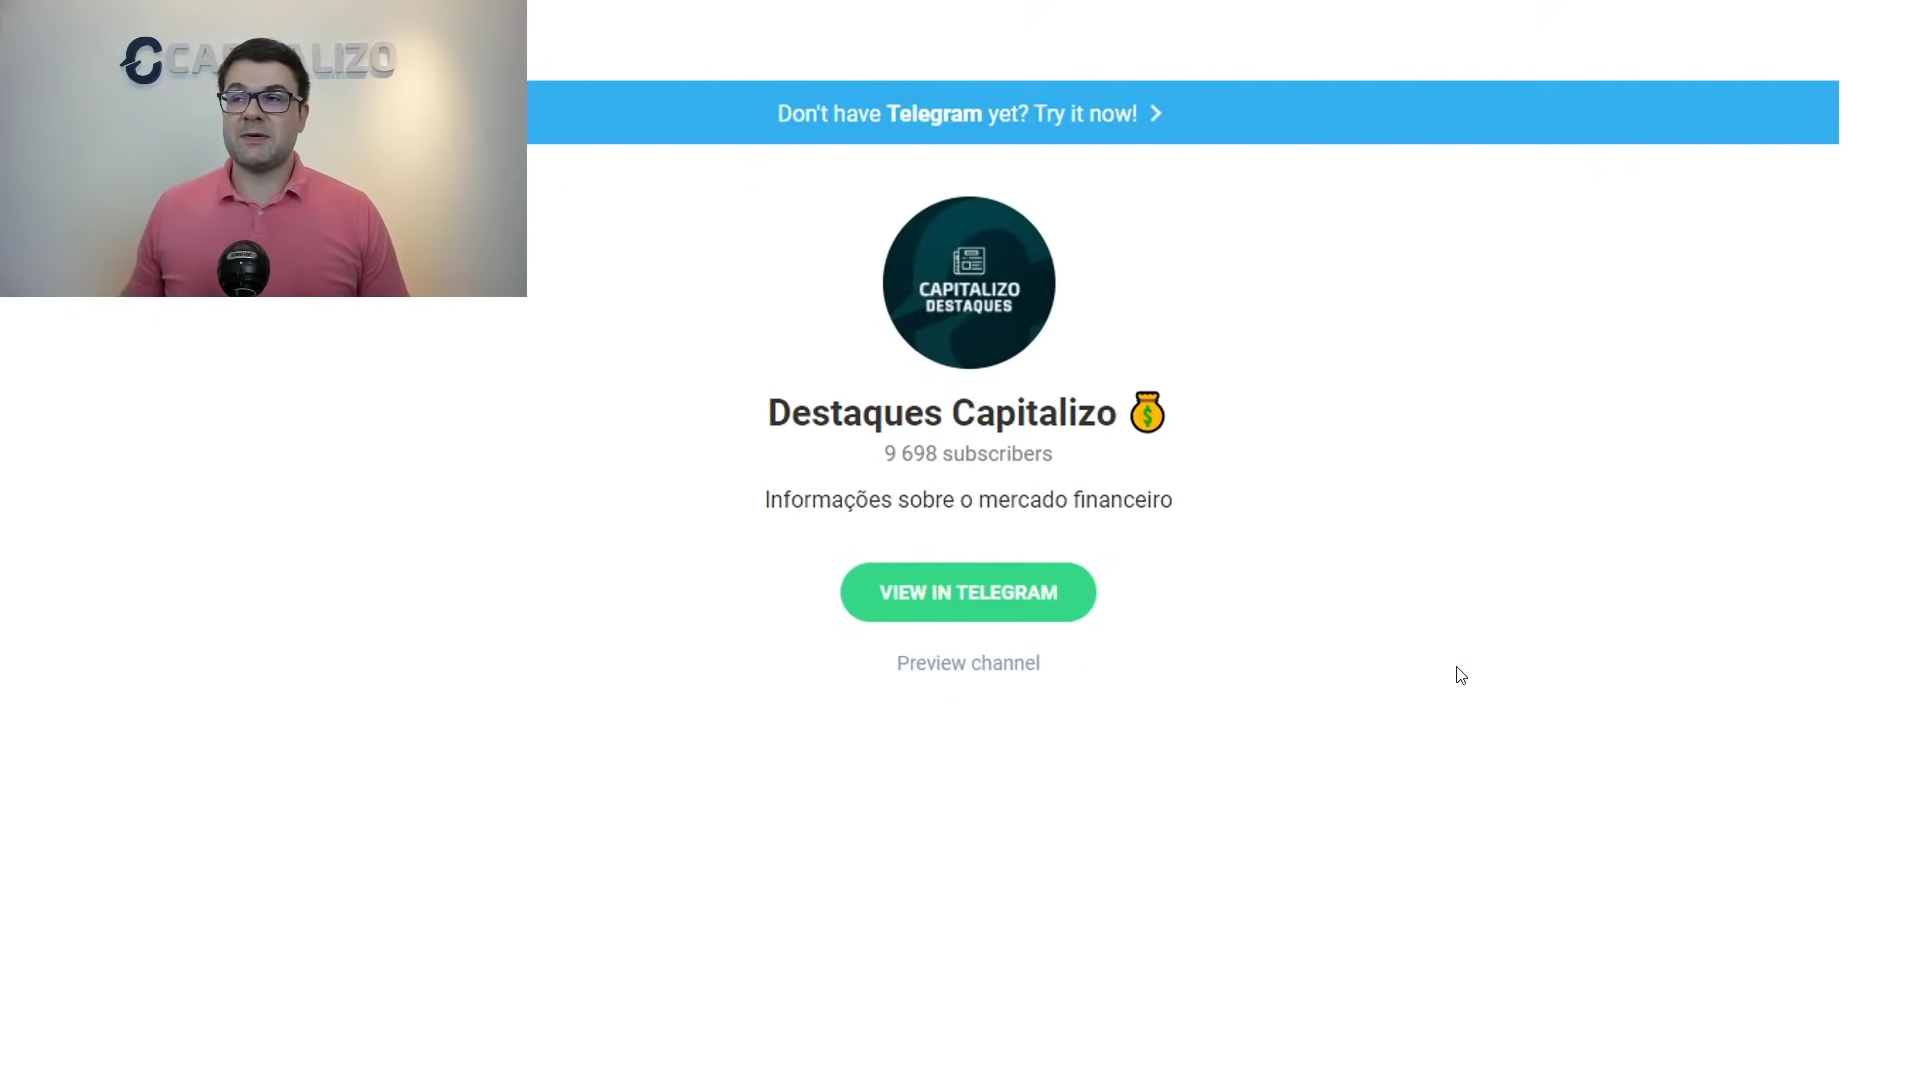 CAPITALIZO
Don't have Telegram yet? Try it now!
CAPITALIZO
DESTAQUES
Destaques Capitalizo
9 698 subscribers
Informações sobre o mercado financeiro
VIEW IN TELEGRAM
Preview channel